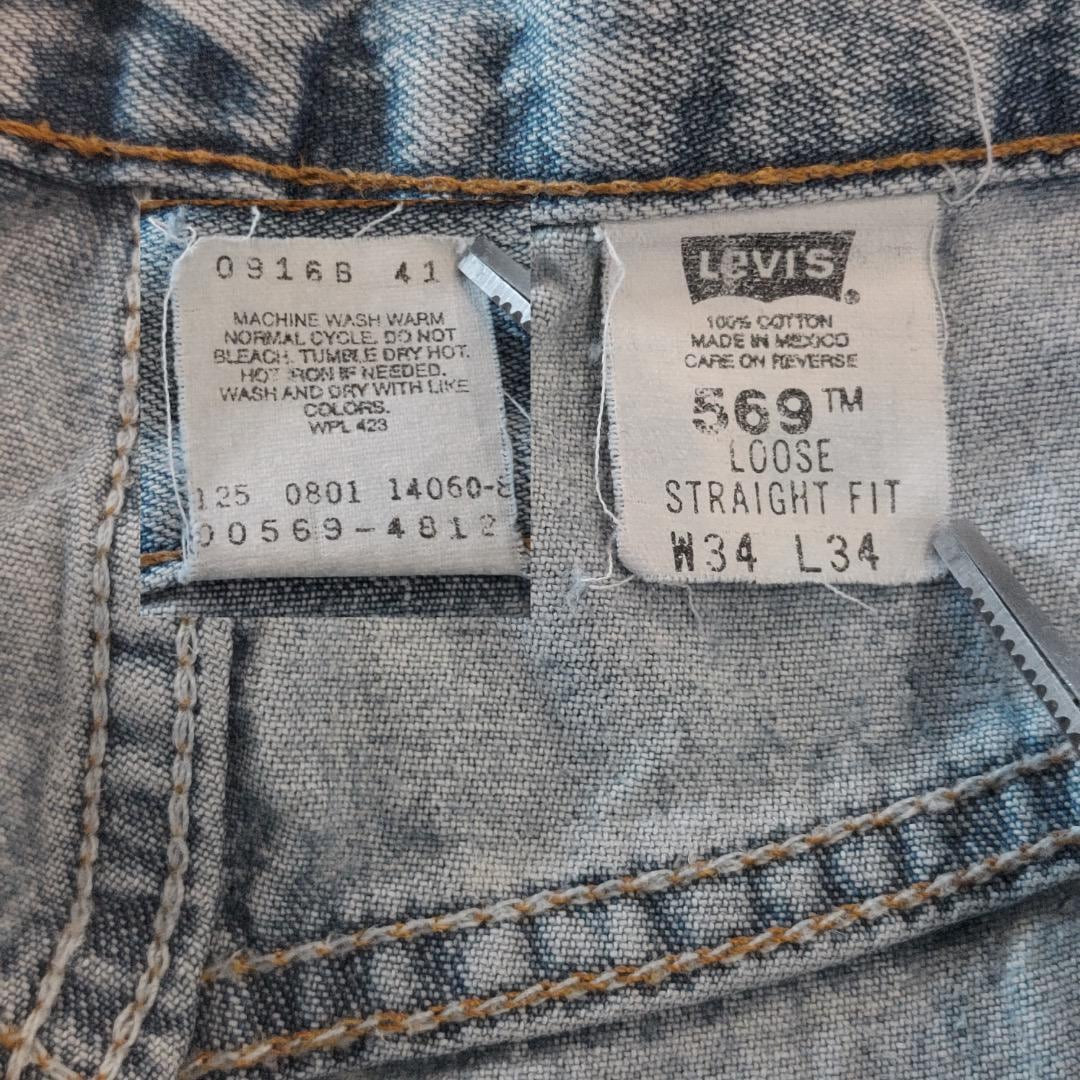 0916B 41
MACHINE WASH WARM
NORMAL CYCLE. DO NOT
BLEACH. TUMBLE DRY HOT.
HOT IRON IF NEEDED.
WASH AND DRY WITH LIKE
COLORS.
WPL 423
125 0801 14060-8
00569-4812
LEVI'S®
100% COTTON
MADE IN MEXICO
CARE ON REVERSE
569™
LOOSE
STRAIGHT FIT
W34 L34